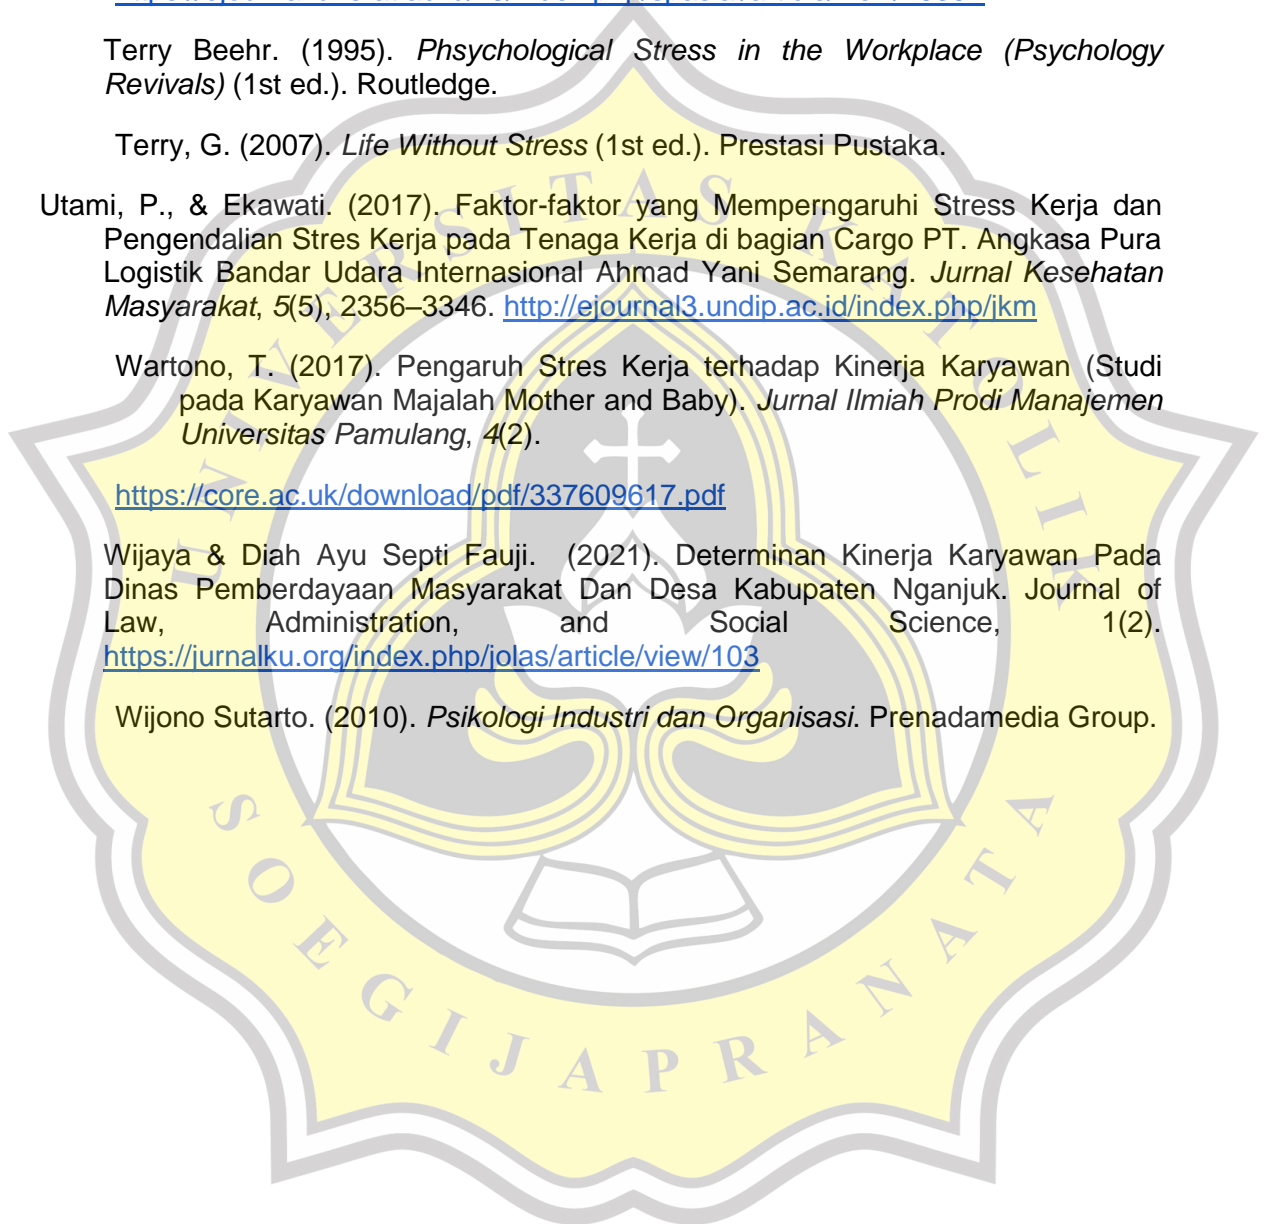 Terry Beehr. (1995). Phsychological Stress in the Workplace (Psychology
Revivals) (1st ed.). Routledge.
Terry, G. (2007). Life Without Stress (1st ed.). Prestasi Pustaka.
Utami, P., & Ekawati. (2017). Faktor-faktor yang Memperngaruhi Stress Kerja dan
Pengendalian Stres Kerja pada Tenaga Kerja di bagian Cargo PT. Angkasa Pura
Logistik Bandar Udara Internasional Ahmad Yani Semarang. Jurnal Kesehatan
Masyarakat, 5(5), 2356–3346. http://ejournal3.undip.ac.id/index.php/jkm
Wartono, T. (2017). Pengaruh Stres Kerja terhadap Kinerja Karyawan (Studi
pada Karyawan Majalah Mother and Baby). Jurnal Ilmiah Prodi Manajemen
Universitas Pamulang, 4(2).
https://core.ac.uk/download/pdf/337609617.pdf
Wijaya & Diah Ayu Septi Fauji. (2021). Determinan Kinerja Karyawan Pada
Dinas Pemberdayaan Masyarakat Dan Desa Kabupaten Nganjuk. Journal of
Law, Administration, and Social Science, 1(2).
https://jurnalku.org/index.php/jolas/article/view/103
Wijono Sutarto. (2010). Psikologi Industri dan Organisasi. Prenadamedia Group.
UNIVERSITAS KATOLIK
SOEGIJAPRANATA